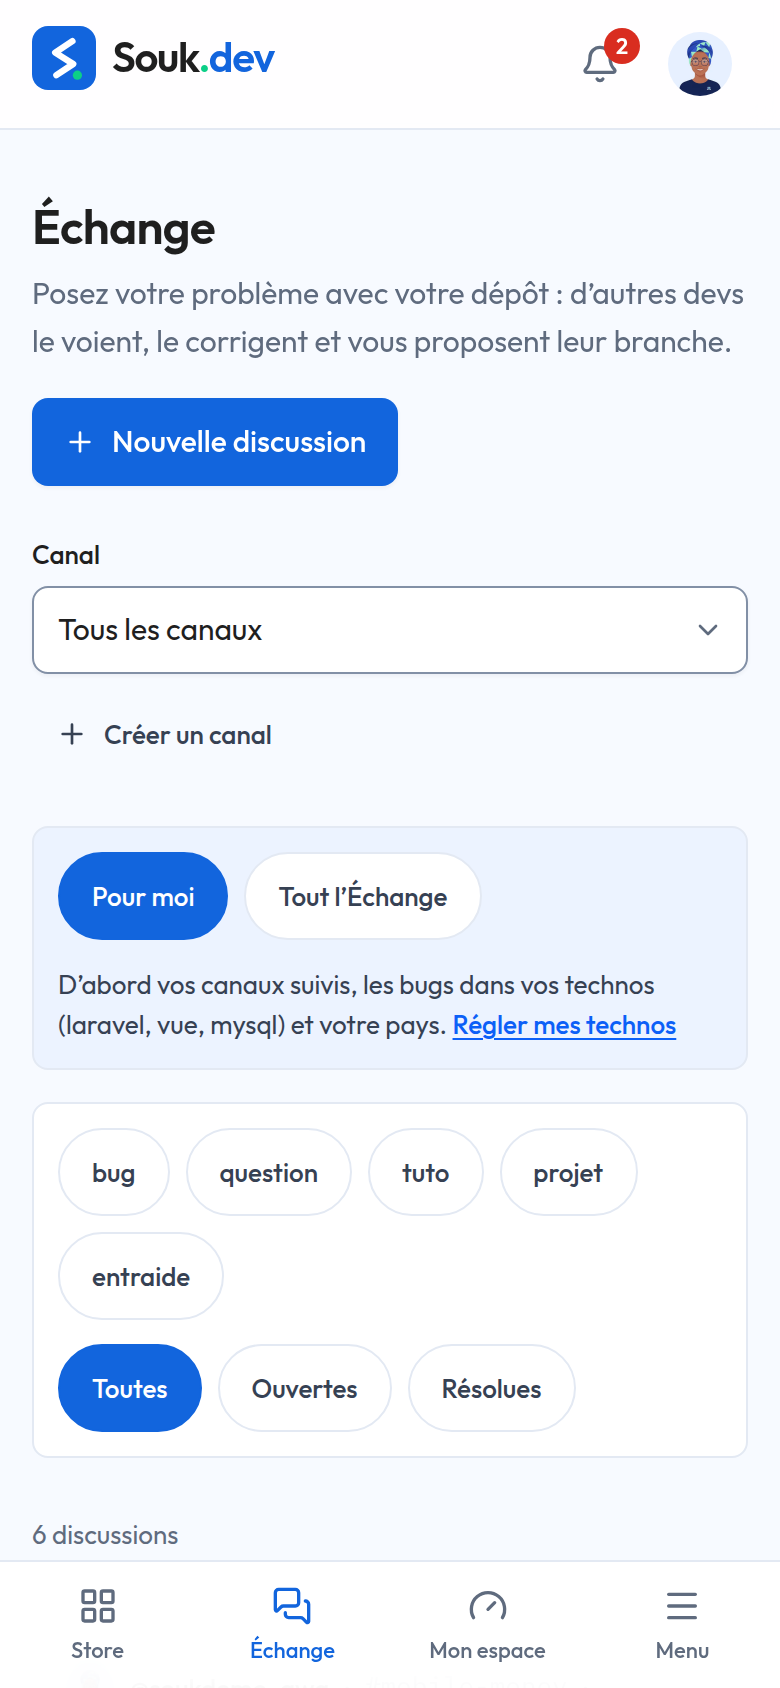 Souk.dev
2
Échange
Posez votre problème avec votre dépôt : d’autres devs
le voient, le corrigent et vous proposent leur branche.
Nouvelle discussion
Canal
Tous les canaux
Créer un canal
Pour moi
Tout l’Échange
D’abord vos canaux suivis, les bugs dans vos technos
(laravel, vue, mysql) et votre pays. Régler mes technos
bug
question
tuto
projet
entraide
Toutes
Ouvertes
Résolues
6 discussions
Store
Échange
Mon espace
Menu